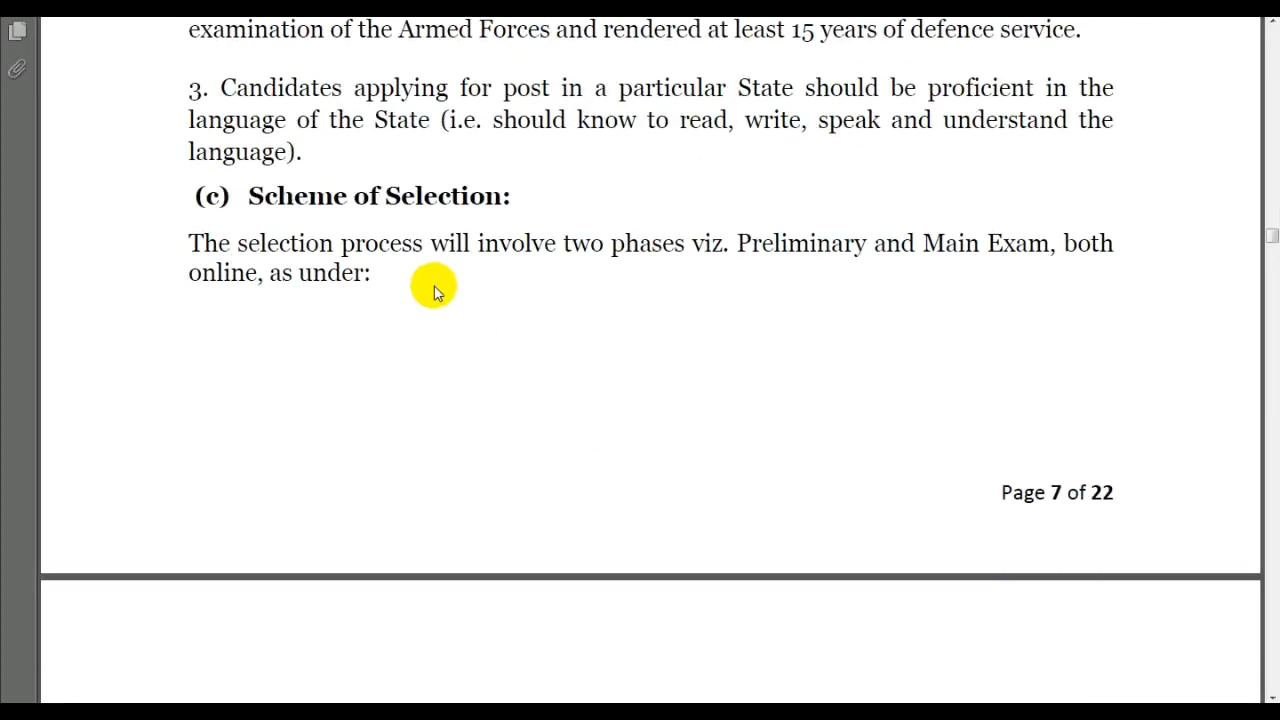 examination of the Armed Forces and rendered at least 15 years of defence service.
3. Candidates applying for post in a particular State should be proficient in the
language of the State (i.e. should know to read, write, speak and understand the
language).
(c) Scheme of Selection:
The selection process will involve two phases viz. Preliminary and Main Exam, both
online, as under:
Page 7 of 22